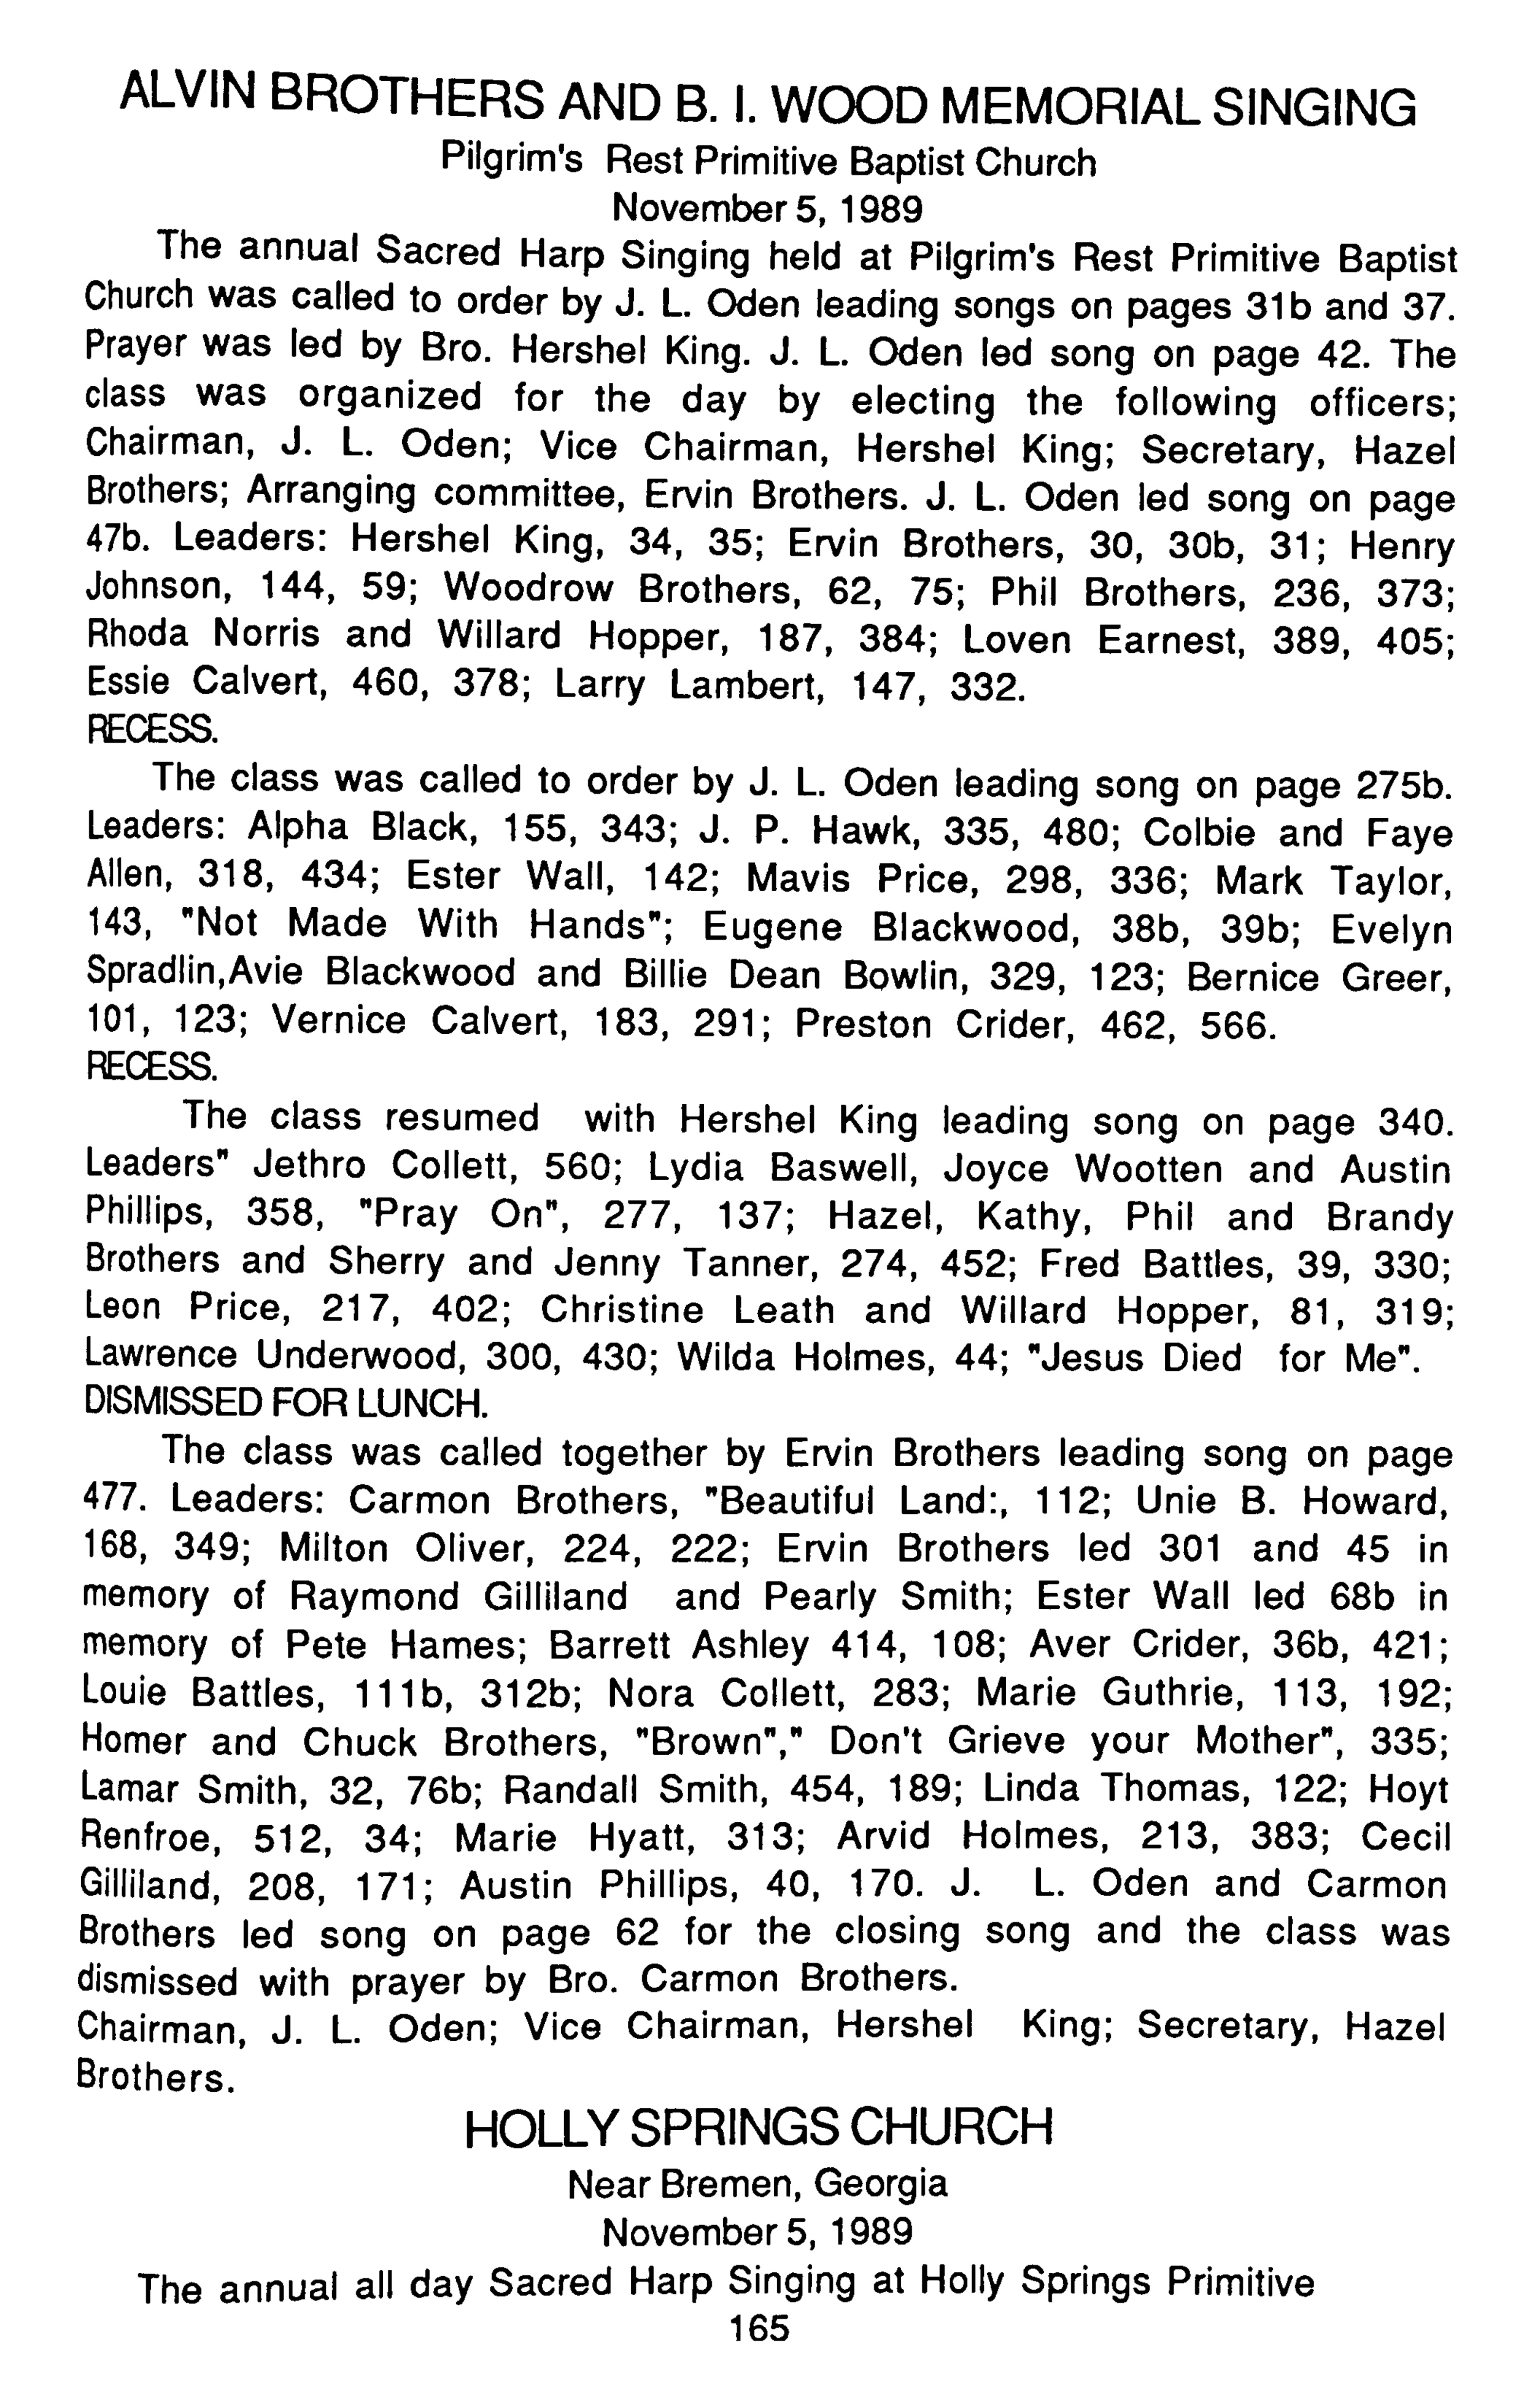 ALVIN BROTHERS AND B. I. WOOD MEMORIAL SINGING
Pilgrim's Rest Primitive Baptist Church
November 5, 1989
The annual Sacred Harp Singing held at Pilgrim's Rest Primitive Baptist
Church was called to order by J. L. Oden leading songs on pages 31b and 37.
Prayer was led by Bro. Hershel King. J. L. Oden led song on page 42. The
class was organized for the day by electing the following officers;
Chairman, J. L. Oden; Vice Chairman, Hershel King; Secretary, Hazel
Brothers; Arranging committee, Ervin Brothers. J. L. Oden led song on page
47b. Leaders: Hershel King, 34, 35; Ervin Brothers, 30, 30b, 31; Henry
Johnson, 144, 59; Woodrow Brothers, 62, 75; Phil Brothers, 236, 373;
Rhoda Norris and Willard Hopper, 187, 384; Loven Earnest, 389, 405;
Essie Calvert, 460, 378; Larry Lambert, 147, 332.
RECESS.
The class was called to order by J. L. Oden leading song on page 275b.
Leaders: Alpha Black, 155, 343; J. P. Hawk, 335, 480; Colbie and Faye
Allen, 318, 434; Ester Wall, 142; Mavis Price, 298, 336; Mark Taylor,
143, "Not Made With Hands"; Eugene Blackwood, 38b, 39b; Evelyn
Spradlin,Avie Blackwood and Billie Dean Bowlin, 329, 123; Bernice Greer,
101, 123; Vernice Calvert, 183, 291; Preston Crider, 462, 566.
RECESS.
The class resumed with Hershel King leading song on page 340.
Leaders" Jethro Collett, 560; Lydia Baswell, Joyce Wootten and Austin
Phillips, 358, "Pray On", 277, 137; Hazel, Kathy, Phil and Brandy
Brothers and Sherry and Jenny Tanner, 274, 452; Fred Battles, 39, 330;
Leon Price, 217, 402; Christine Leath and Willard Hopper, 81, 319;
Lawrence Underwood, 300, 430; Wilda Holmes, 44; "Jesus Died for Me".
DISMISSED FOR LUNCH.
The class was called together by Ervin Brothers leading song on page
477. Leaders: Carmon Brothers, "Beautiful Land:, 112; Unie B. Howard,
168, 349; Milton Oliver, 224, 222; Ervin Brothers led 301 and 45 in
memory of Raymond Gilliland and Pearly Smith; Ester Wall led 68b in
memory of Pete Hames; Barrett Ashley 414, 108; Aver Crider, 36b, 421;
Louie Battles, 111b, 312b; Nora Collett, 283; Marie Guthrie, 113, 192;
Homer and Chuck Brothers, "Brown"," Don't Grieve your Mother", 335;
Lamar Smith, 32, 76b; Randall Smith, 454, 189; Linda Thomas, 122; Hoyt
Renfroe, 512, 34; Marie Hyatt, 313; Arvid Holmes, 213, 383; Cecil
Gilliland, 208, 171; Austin Phillips, 40, 170. J. L. Oden and Carmon
Brothers led song on page 62 for the closing song and the class was
dismissed with prayer by Bro. Carmon Brothers.
Chairman, J. L. Oden; Vice Chairman, Hershel King; Secretary, Hazel
Brothers.
HOLLY SPRINGS CHURCH
Near Bremen, Georgia
November 5, 1989
The annual all day Sacred Harp Singing at Holly Springs Primitive
165